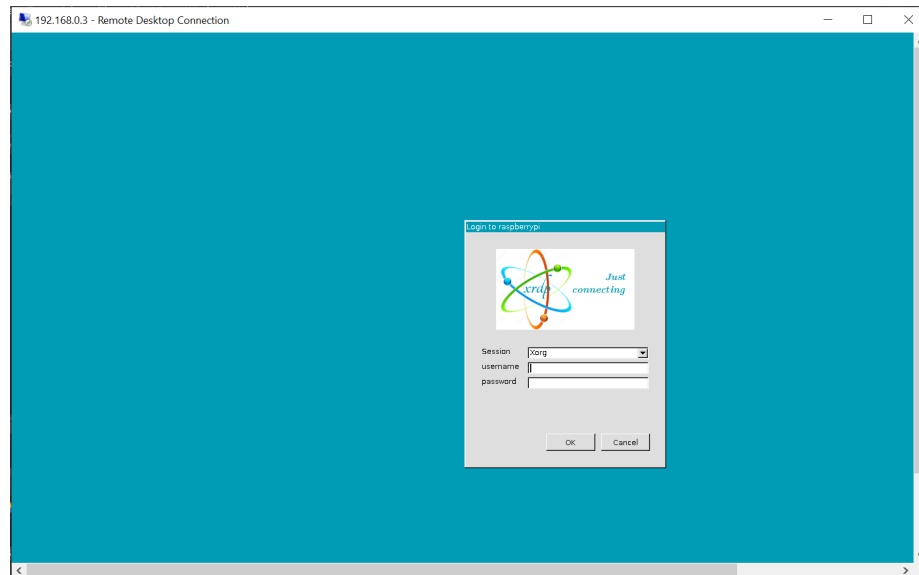 192.168.0.3 - Remote Desktop Connection
Login to raspberrypi
Just
xrdp connecting
Session Xorg
username
password
OK Cancel